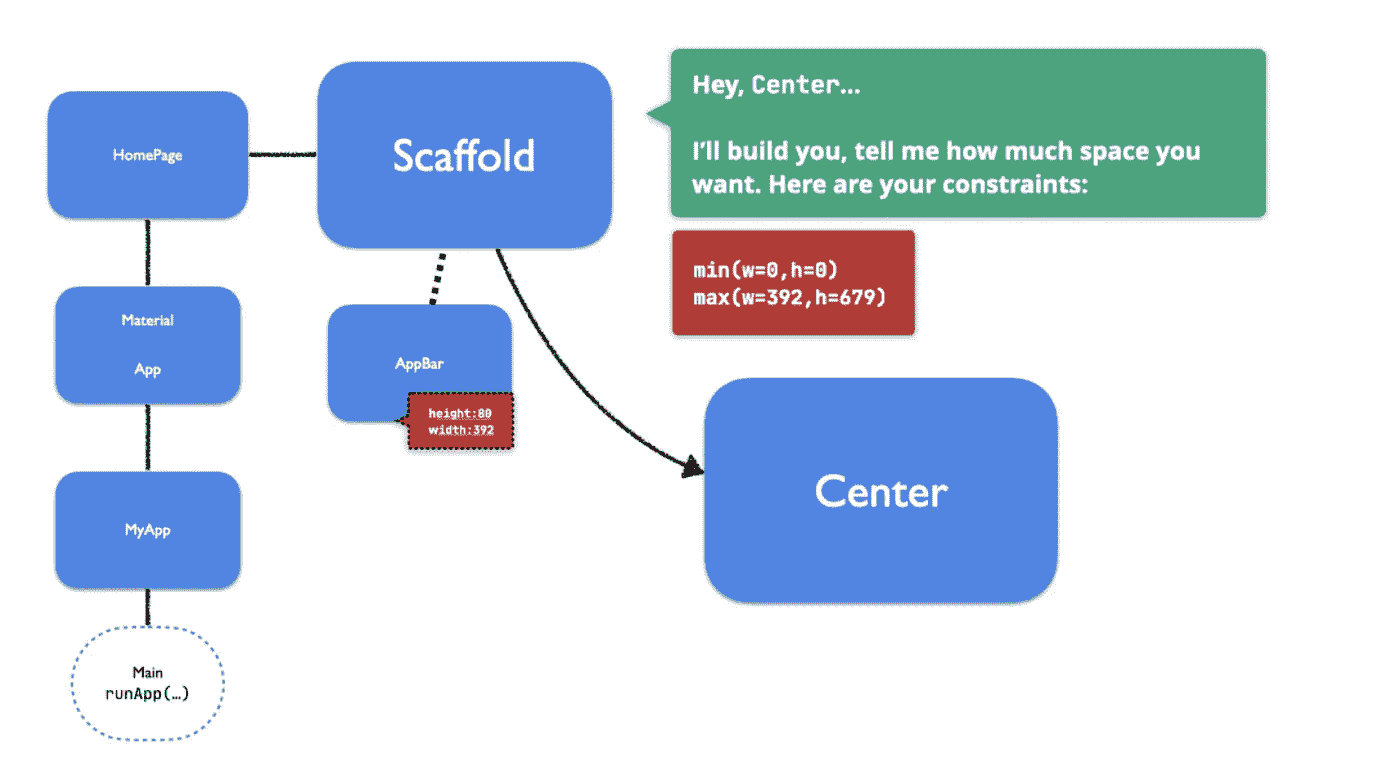 HomePage
Scaffold
Hey, Center…
I'll build you, tell me how much space you
want. Here are your constraints:
min(w=0,h=0)
max(w=392,h=679)
Material
App
AppBar
height:80
width:392
Center
MyApp
Main
runApp(…)